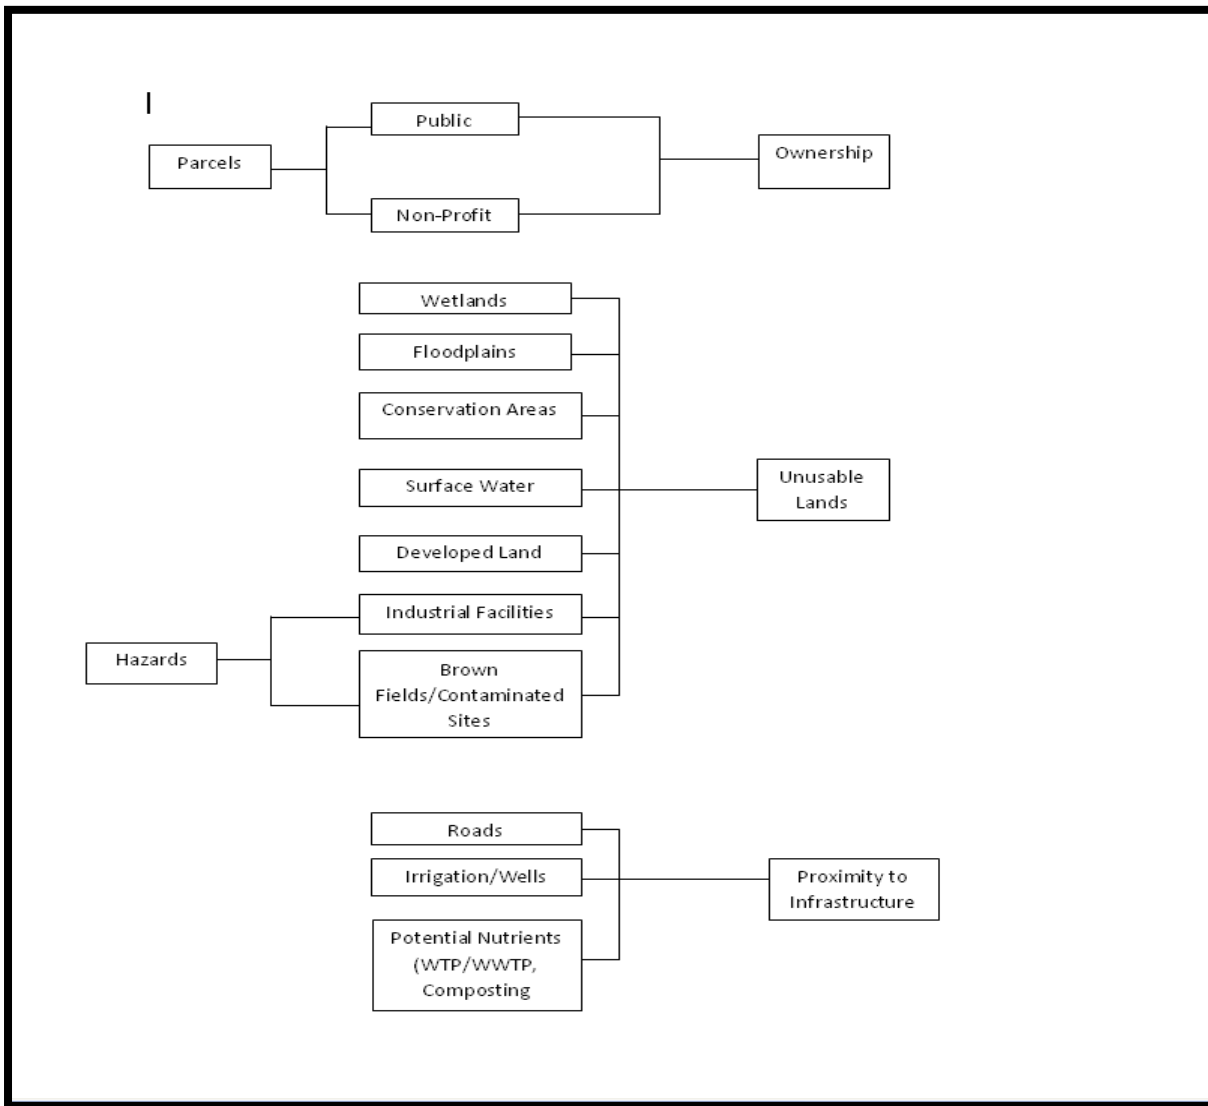 Public
Parcels
Ownership
Non-Profit
Wetlands
Floodplains
Conservation Areas
Surface Water
Unusable
Lands
Developed Land
Industrial Facilities
Hazards
Brown
Fields/Contaminated
Sites
Roads
Irrigation/Wells
Proximity to
Infrastructure
Potential Nutrients
(WTP/WWTP,
Composting